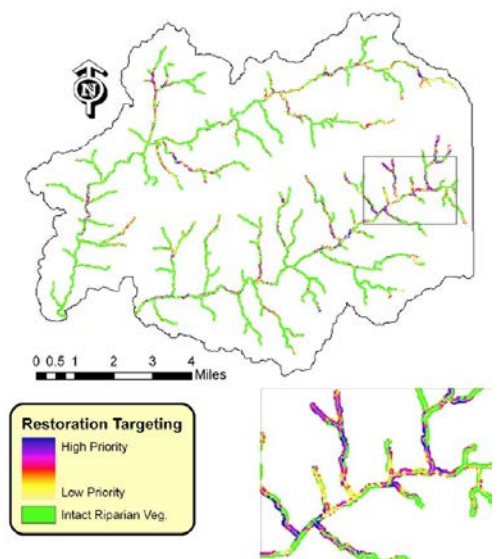 N
0 0.5 1 2 3 4
Miles
Restoration Targeting
High Priority
Low Priority
Intact Riparian Veg.